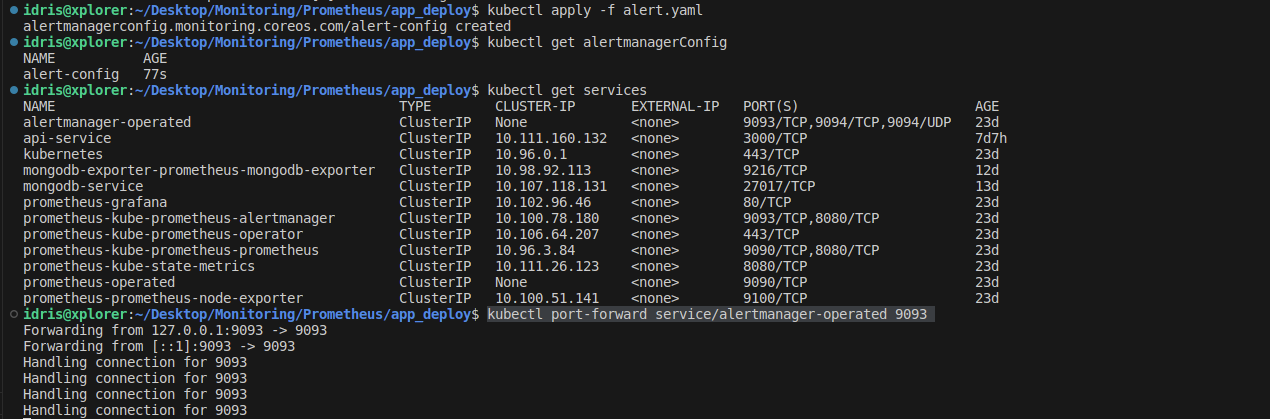 idris@xplorer:~/Desktop/Monitoring/Prometheus/app_deploy$ kubectl apply -f alert.yaml
alertmanagerconfig.monitoring.coreos.com/alert-config created
idris@xplorer:~/Desktop/Monitoring/Prometheus/app_deploy$ kubectl get alertmanagerConfig
NAME           AGE
alert-config   77s
idris@xplorer:~/Desktop/Monitoring/Prometheus/app_deploy$ kubectl get services
NAME                                         TYPE        CLUSTER-IP       EXTERNAL-IP   PORT(S)                      AGE
alertmanager-operated                        ClusterIP   None             <none>        9093/TCP,9094/TCP,9094/UDP   23d
api-service                                  ClusterIP   10.111.160.132   <none>        3000/TCP                     7d7h
kubernetes                                   ClusterIP   10.96.0.1        <none>        443/TCP                      23d
mongodb-exporter-prometheus-mongodb-exporter   ClusterIP   10.98.92.113     <none>        9216/TCP                     12d
mongodb-service                              ClusterIP   10.107.118.131   <none>        27017/TCP                    13d
prometheus-grafana                           ClusterIP   10.102.96.46     <none>        80/TCP                       23d
prometheus-kube-prometheus-alertmanager      ClusterIP   10.100.78.180    <none>        9093/TCP,8080/TCP            23d
prometheus-kube-prometheus-operator          ClusterIP   10.106.64.207    <none>        443/TCP                      23d
prometheus-kube-prometheus-prometheus        ClusterIP   10.96.3.84       <none>        9090/TCP,8080/TCP            23d
prometheus-kube-state-metrics                ClusterIP   10.111.26.123    <none>        8080/TCP                     23d
prometheus-operated                          ClusterIP   None             <none>        9090/TCP                     23d
prometheus-prometheus-node-exporter          ClusterIP   10.100.51.141    <none>        9100/TCP                     23d
idris@xplorer:~/Desktop/Monitoring/Prometheus/app_deploy$ kubectl port-forward service/alertmanager-operated 9093
Forwarding from 127.0.0.1:9093 -> 9093
Forwarding from [::1]:9093 -> 9093
Handling connection for 9093
Handling connection for 9093
Handling connection for 9093
Handling connection for 9093